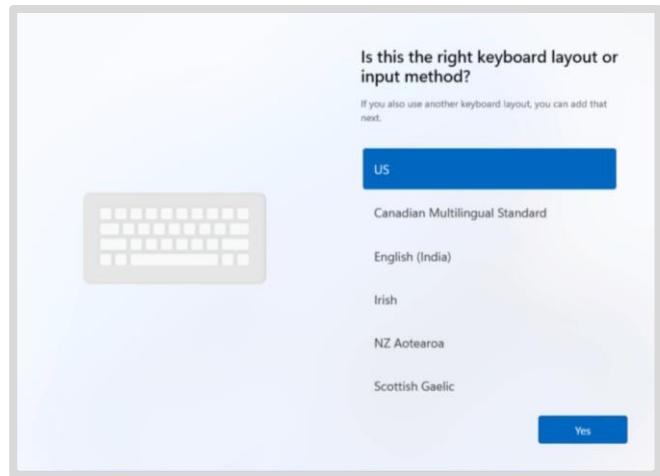 Is this the right keyboard layout or
input method?
If you also use another keyboard layout, you can add that
next.
US
Canadian Multilingual Standard
English (India)
Irish
NZ Aotearoa
Scottish Gaelic
Yes